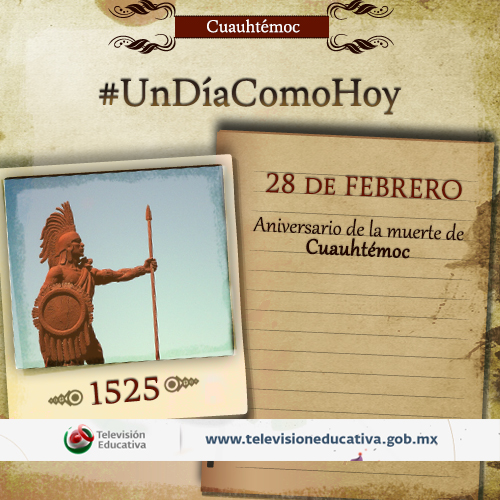 Cuauhtémoc
#UnDíaComoHoy
28 DE FEBRERO
Aniversario de la muerte de
Cuauhtémoc
1525
Televisión
Educativa
www.televisioneducativa.gob.mx